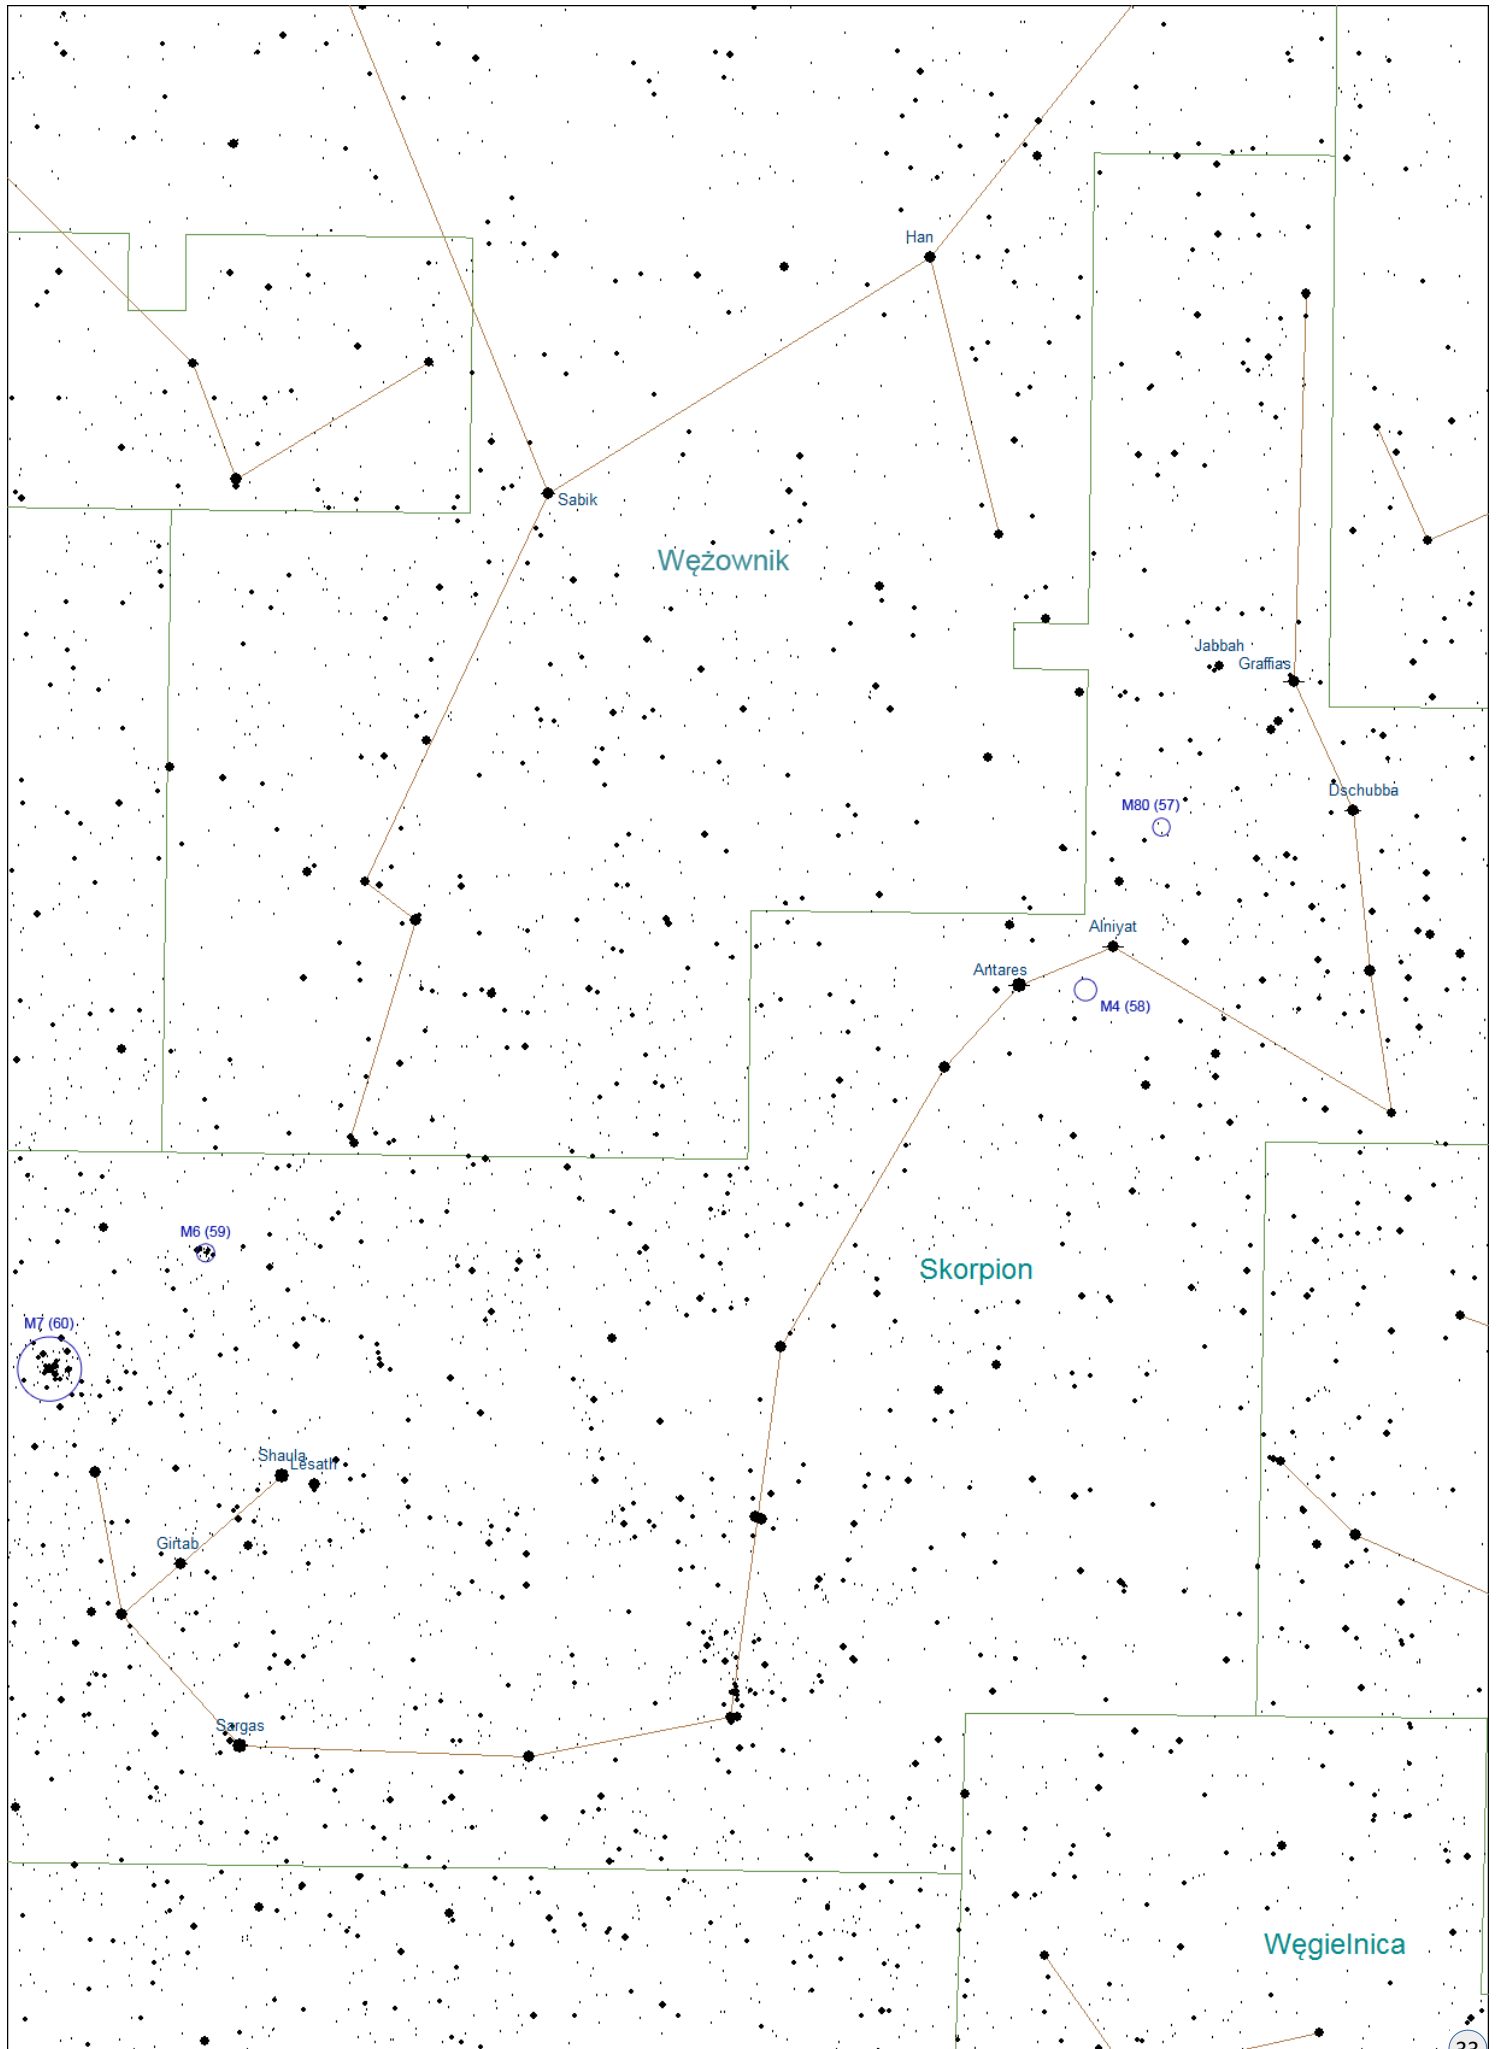 Han
Sabik
Wężownik
Jabbah
Graffias
Dschubba
M80 (57)
Alniyat
Antares
M4 (58)
M6 (59)
Skorpion
M7 (60)
Shaula
Lesath
Girtab
Sargas
Węgielnica
33